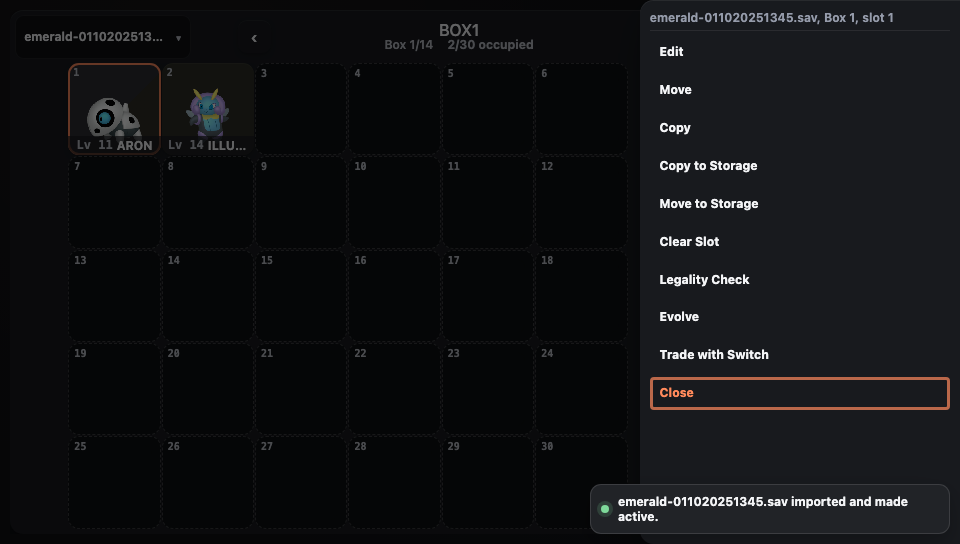 emerald-0110202513...
BOX1
Box 1/14 2/30 occupied
1
2
3
4
5
6
Lv 11 ARON
Lv 14 ILLU...
7
8
9
10
11
12
13
14
15
16
17
18
19
20
21
22
23
24
25
26
27
28
29
30
emerald-011020251345.sav, Box 1, slot 1
Edit
Move
Copy
Copy to Storage
Move to Storage
Clear Slot
Legality Check
Evolve
Trade with Switch
Close
emerald-011020251345.sav imported and made
active.